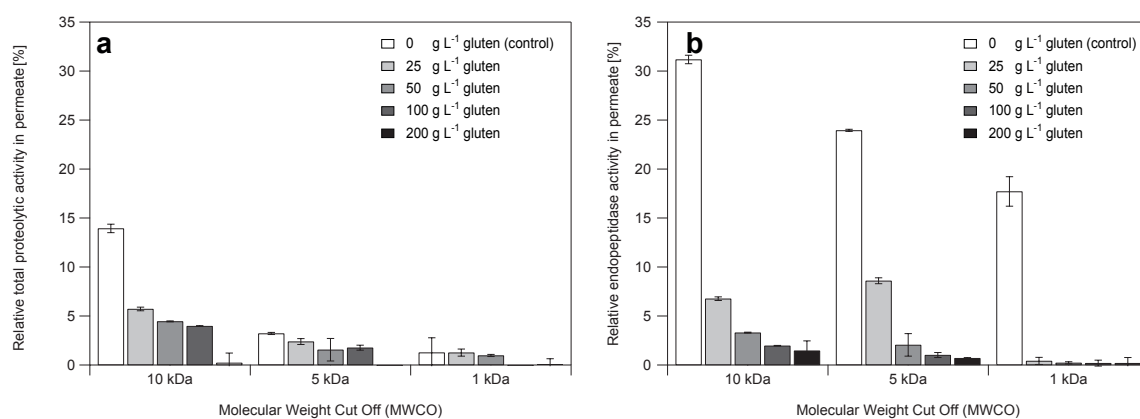 a
Relative total proteolytic activity in permeate [%]
35
30
25
20
15
10
5
0
0 g L⁻¹ gluten (control)
25 g L⁻¹ gluten
50 g L⁻¹ gluten
100 g L⁻¹ gluten
200 g L⁻¹ gluten
10 kDa 5 kDa 1 kDa
Molecular Weight Cut Off (MWCO)
b
Relative endopeptidase activity in permeate [%]
35
30
25
20
15
10
5
0
0 g L⁻¹ gluten (control)
25 g L⁻¹ gluten
50 g L⁻¹ gluten
100 g L⁻¹ gluten
200 g L⁻¹ gluten
10 kDa 5 kDa 1 kDa
Molecular Weight Cut Off (MWCO)